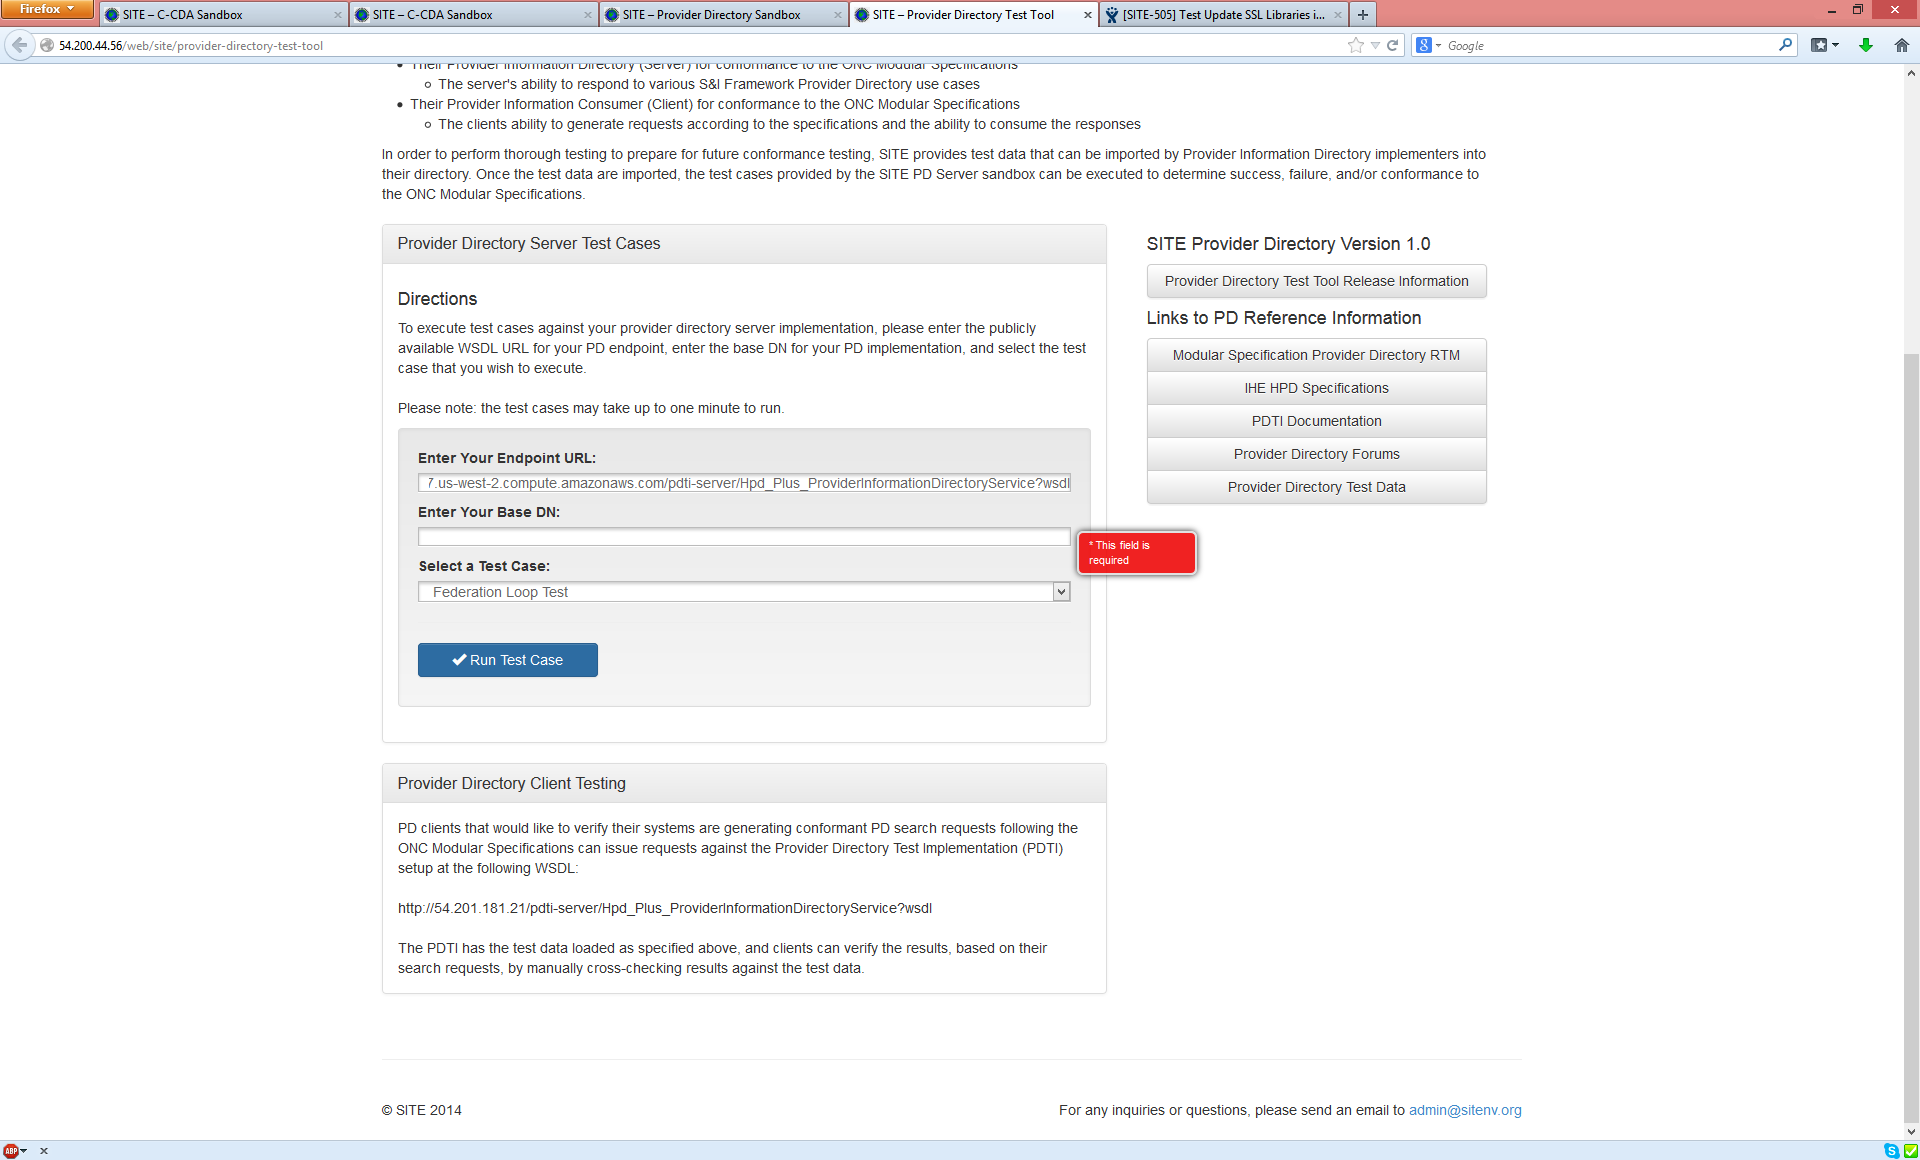 Firefox
SITE – C-CDA Sandbox
SITE – C-CDA Sandbox
SITE – Provider Directory Sandbox
SITE – Provider Directory Test Tool
[SITE-505] Test Update SSL Libraries i...
54.200.44.56/web/site/provider-directory-test-tool
8
Google
Their Provider Information Directory (Server) for conformance to the ONC Modular Specifications
The server's ability to respond to various S&I Framework Provider Directory use cases
Their Provider Information Consumer (Client) for conformance to the ONC Modular Specifications
The clients ability to generate requests according to the specifications and the ability to consume the responses
In order to perform thorough testing to prepare for future conformance testing, SITE provides test data that can be imported by Provider Information Directory implementers into
their directory. Once the test data are imported, the test cases provided by the SITE PD Server sandbox can be executed to determine success, failure, and/or conformance to
the ONC Modular Specifications.
Provider Directory Server Test Cases
Directions
To execute test cases against your provider directory server implementation, please enter the publicly
available WSDL URL for your PD endpoint, enter the base DN for your PD implementation, and select the test
case that you wish to execute.
Please note: the test cases may take up to one minute to run.
Enter Your Endpoint URL:
7.us-west-2.compute.amazonaws.com/pdti-server/Hpd_Plus_ProviderInformationDirectoryService?wsdl
Enter Your Base DN:
* This field is
required
Select a Test Case:
Federation Loop Test
Run Test Case
SITE Provider Directory Version 1.0
Provider Directory Test Tool Release Information
Links to PD Reference Information
Modular Specification Provider Directory RTM
IHE HPD Specifications
PDTI Documentation
Provider Directory Forums
Provider Directory Test Data
Provider Directory Client Testing
PD clients that would like to verify their systems are generating conformant PD search requests following the
ONC Modular Specifications can issue requests against the Provider Directory Test Implementation (PDTI)
setup at the following WSDL:
http://54.201.181.21/pdti-server/Hpd_Plus_ProviderInformationDirectoryService?wsdl
The PDTI has the test data loaded as specified above, and clients can verify the results, based on their
search requests, by manually cross-checking results against the test data.
© SITE 2014
For any inquiries or questions, please send an email to admin@sitenv.org
ABP